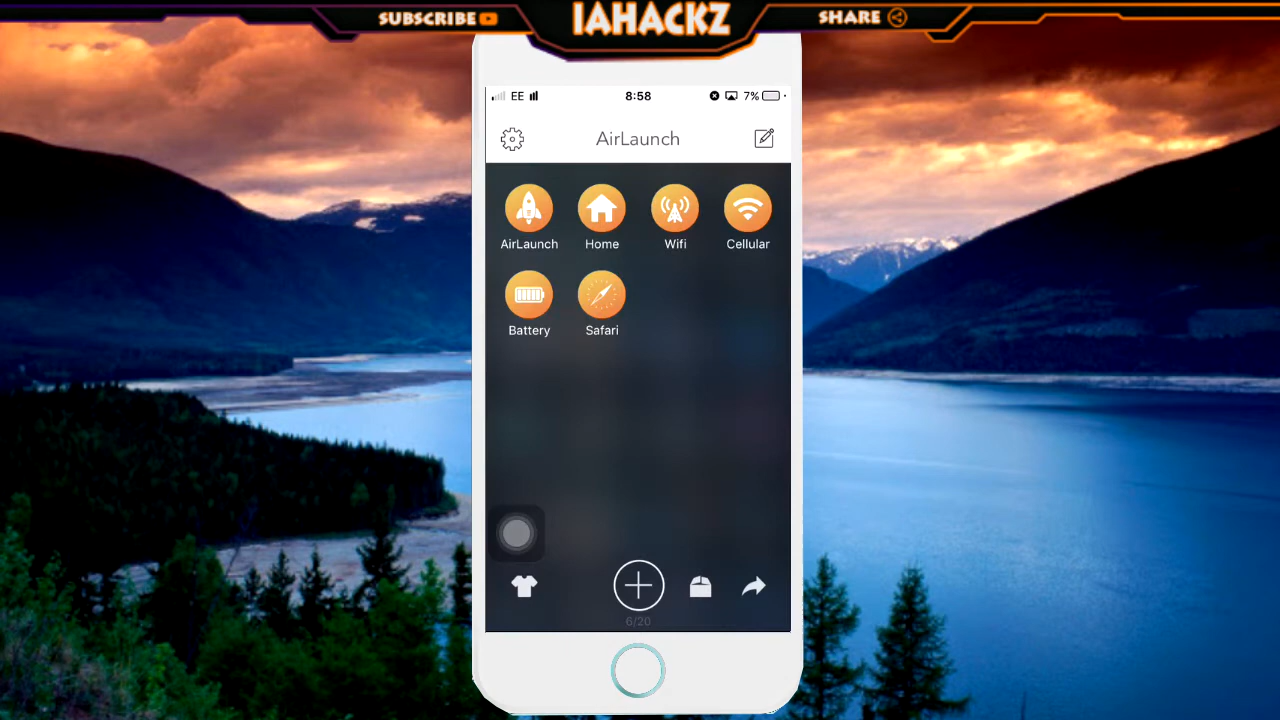 SUBSCRIBE
IAHACKZ
SHARE
EE 8:58 7%
AirLaunch
AirLaunch Home Wifi Cellular
Battery Safari
6/20